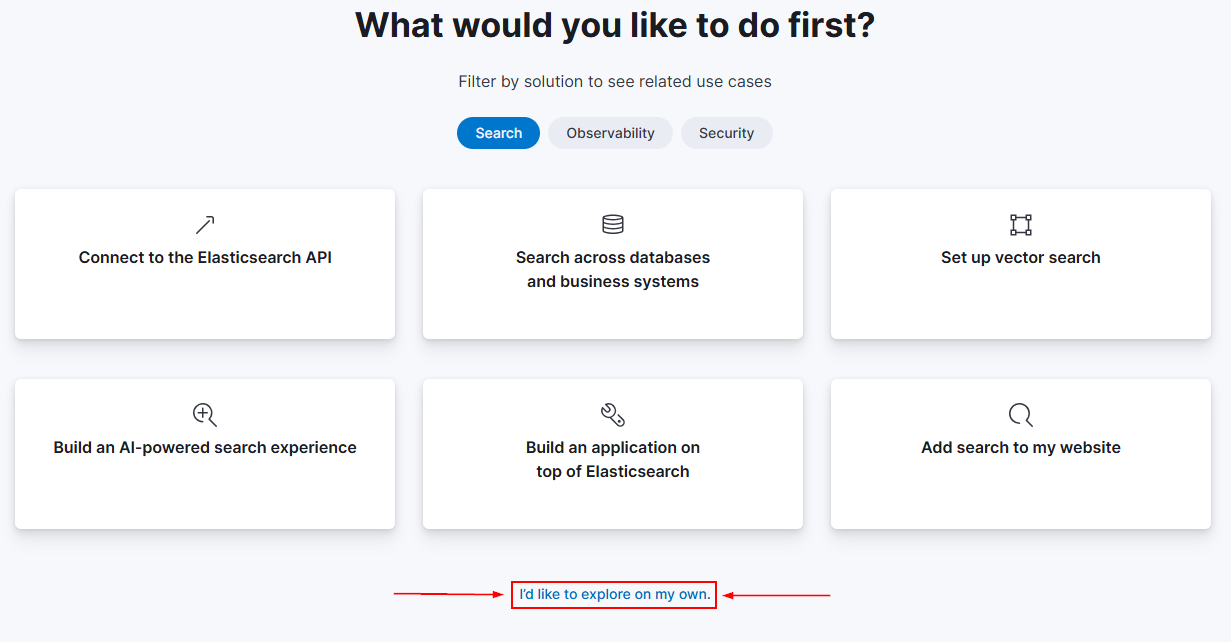 What would you like to do first?
Filter by solution to see related use cases
Search
Observability
Security
Connect to the Elasticsearch API
Search across databases
and business systems
Set up vector search
Build an AI-powered search experience
Build an application on
top of Elasticsearch
Add search to my website
I'd like to explore on my own.